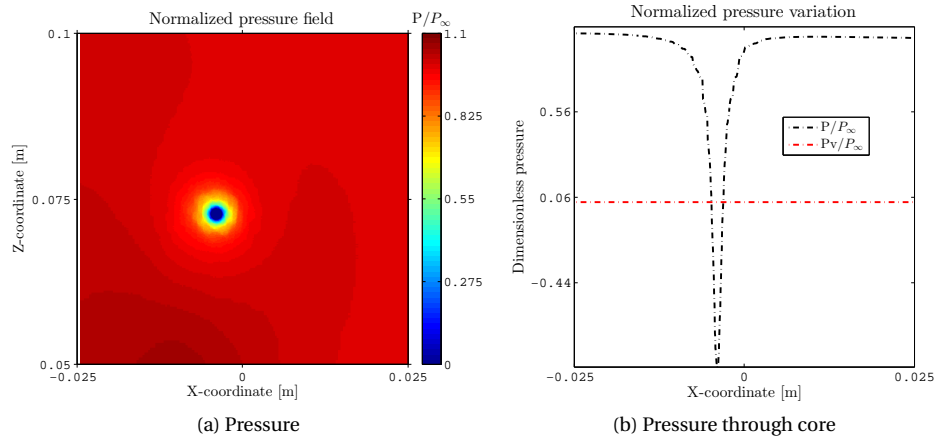 Normalized pressure field
P/P∞
0.1
0.075
0.05
Z-coordinate [m]
−0.025
0
0.025
X-coordinate [m]
1.1
0.825
0.55
0.275
0
(a) Pressure
Normalized pressure variation
0.56
0.06
−0.44
Dimensionless pressure
P/P∞
Pv/P∞
−0.025
0
0.025
X-coordinate [m]
(b) Pressure through core